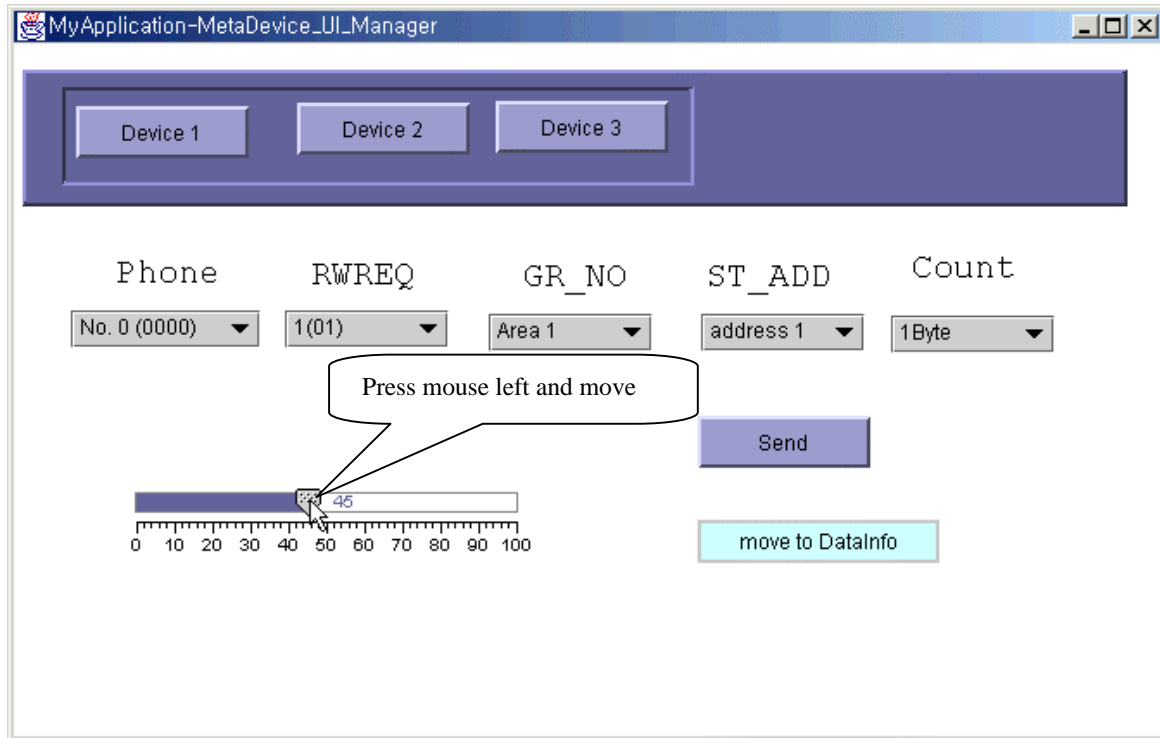 MyApplication-MetaDevice_UI_Manager
Device 1
Device 2
Device 3
Phone
RWREQ
GR_NO
ST_ADD
Count
No. 0 (0000)
1(01)
Area 1
address 1
1Byte
Press mouse left and move
Send
45
0 10 20 30 40 50 60 70 80 90 100
move to DataInfo